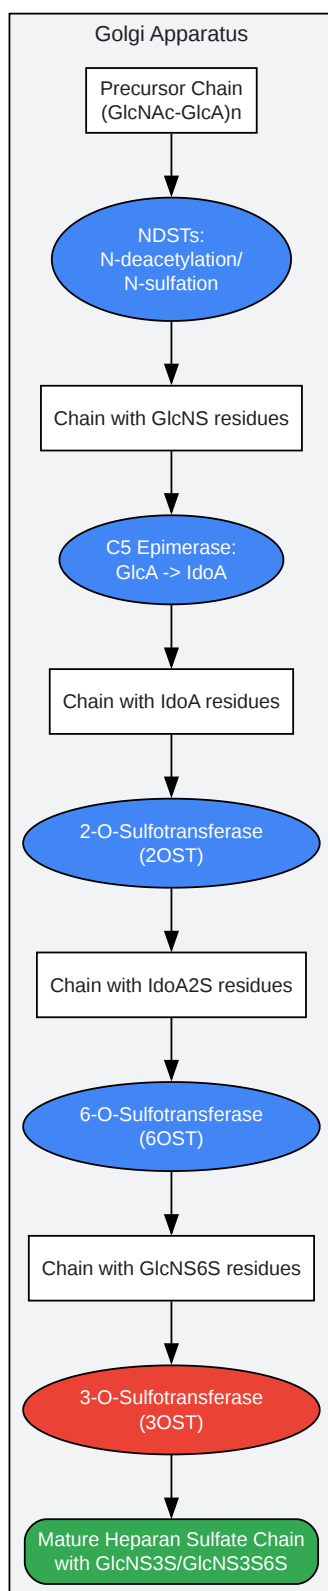 Golgi Apparatus
Precursor Chain
(GlcNAc-GlcA)n
NDSTs:
N-deacetylation/
N-sulfation
Chain with GlcNS residues
C5 Epimerase:
GlcA -> IdoA
Chain with IdoA residues
2-O-Sulfotransferase
(2OST)
Chain with IdoA2S residues
6-O-Sulfotransferase
(6OST)
Chain with GlcNS6S residues
3-O-Sulfotransferase
(3OST)
Mature Heparan Sulfate Chain
with GlcNS3S/GlcNS3S6S